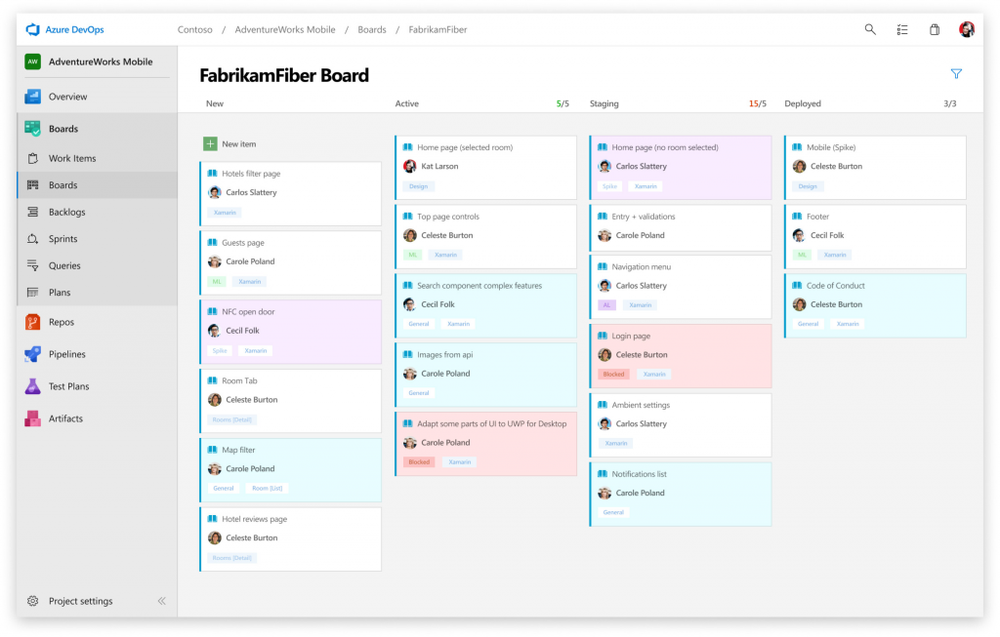 Azure DevOps
Contoso / AdventureWorks Mobile / Boards / FabrikamFiber
AW AdventureWorks Mobile
Overview
Boards
Work Items
Boards
Backlogs
Sprints
Queries
Plans
Repos
Pipelines
Test Plans
Artifacts
Project settings
FabrikamFiber Board
New
New item
Hotels filter page
Carlos Slattery
Xamarin
Guests page
Carole Poland
ML Xamarin
NFC open door
Cecil Folk
Spike Xamarin
Room Tab
Celeste Burton
Rooms [Detail]
Map filter
Carole Poland
General Room [List]
Hotel reviews page
Celeste Burton
Rooms [Detail]
Active 5/5
Home page (selected room)
Kat Larson
Design
Top page controls
Celeste Burton
ML Xamarin
Search component complex features
Cecil Folk
General Xamarin
Images from api
Carole Poland
General
Adapt some parts of UI to UWP for Desktop
Carole Poland
Blocked Xamarin
Staging 15/5
Home page (no room selected)
Carlos Slattery
Spike Xamarin
Entry + validations
Carole Poland
Navigation menu
Carlos Slattery
AL Xamarin
Login page
Celeste Burton
Blocked Xamarin
Ambient settings
Carlos Slattery
Xamarin
Notifications list
Carole Poland
General
Deployed 3/3
Mobile (Spike)
Celeste Burton
Design
Footer
Cecil Folk
ML Xamarin
Code of Conduct
Celeste Burton
General Xamarin